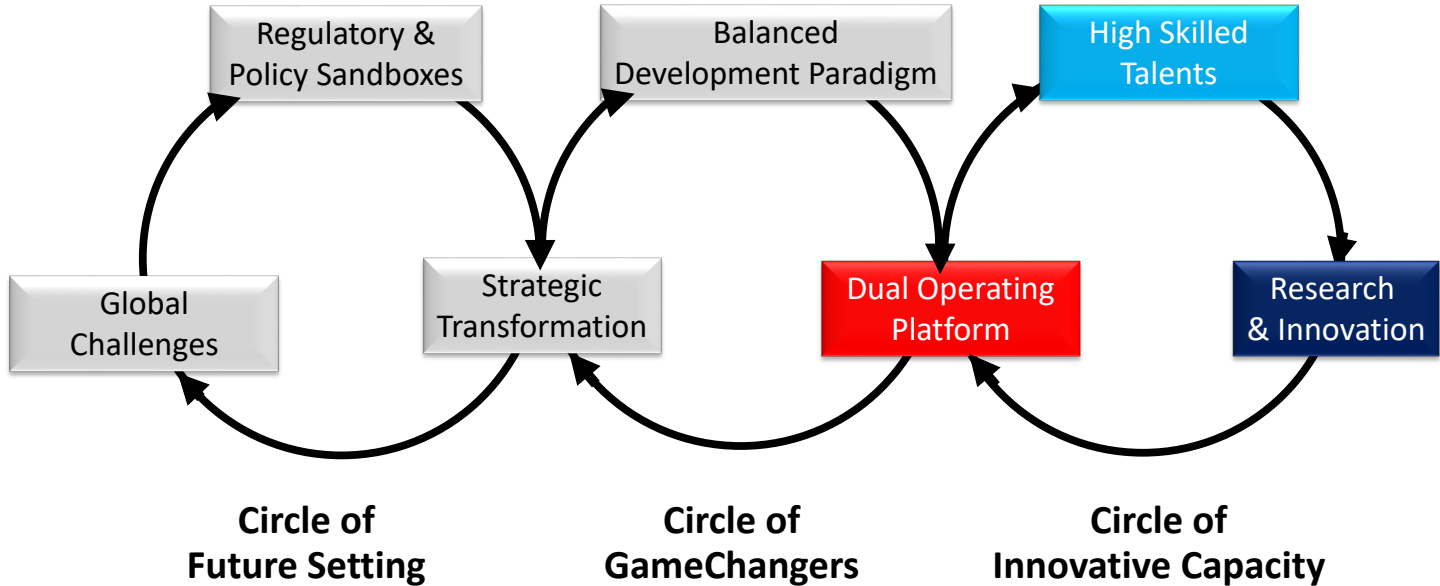 Regulatory &
Policy Sandboxes
Balanced
Development Paradigm
High Skilled
Talents
Global
Challenges
Strategic
Transformation
Dual Operating
Platform
Research
& Innovation
Circle of
Future Setting
Circle of
GameChangers
Circle of
Innovative Capacity